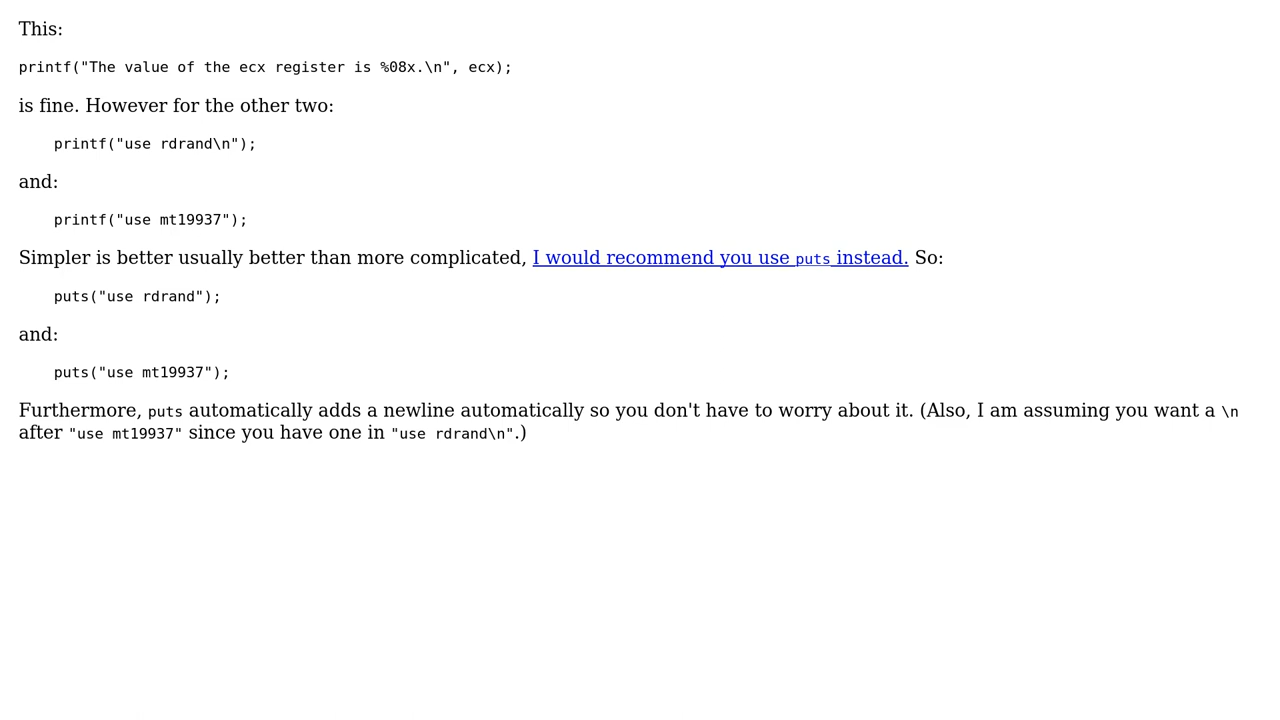 This:
printf("The value of the ecx register is %08x.\n", ecx);
is fine. However for the other two:
printf("use rdrand\n");
and:
printf("use mt19937");
Simpler is better usually better than more complicated, I would recommend you use puts instead. So:
puts("use rdrand");
and:
puts("use mt19937");
Furthermore, puts automatically adds a newline automatically so you don't have to worry about it. (Also, I am assuming you want a \n
after "use mt19937" since you have one in "use rdrand\n".)